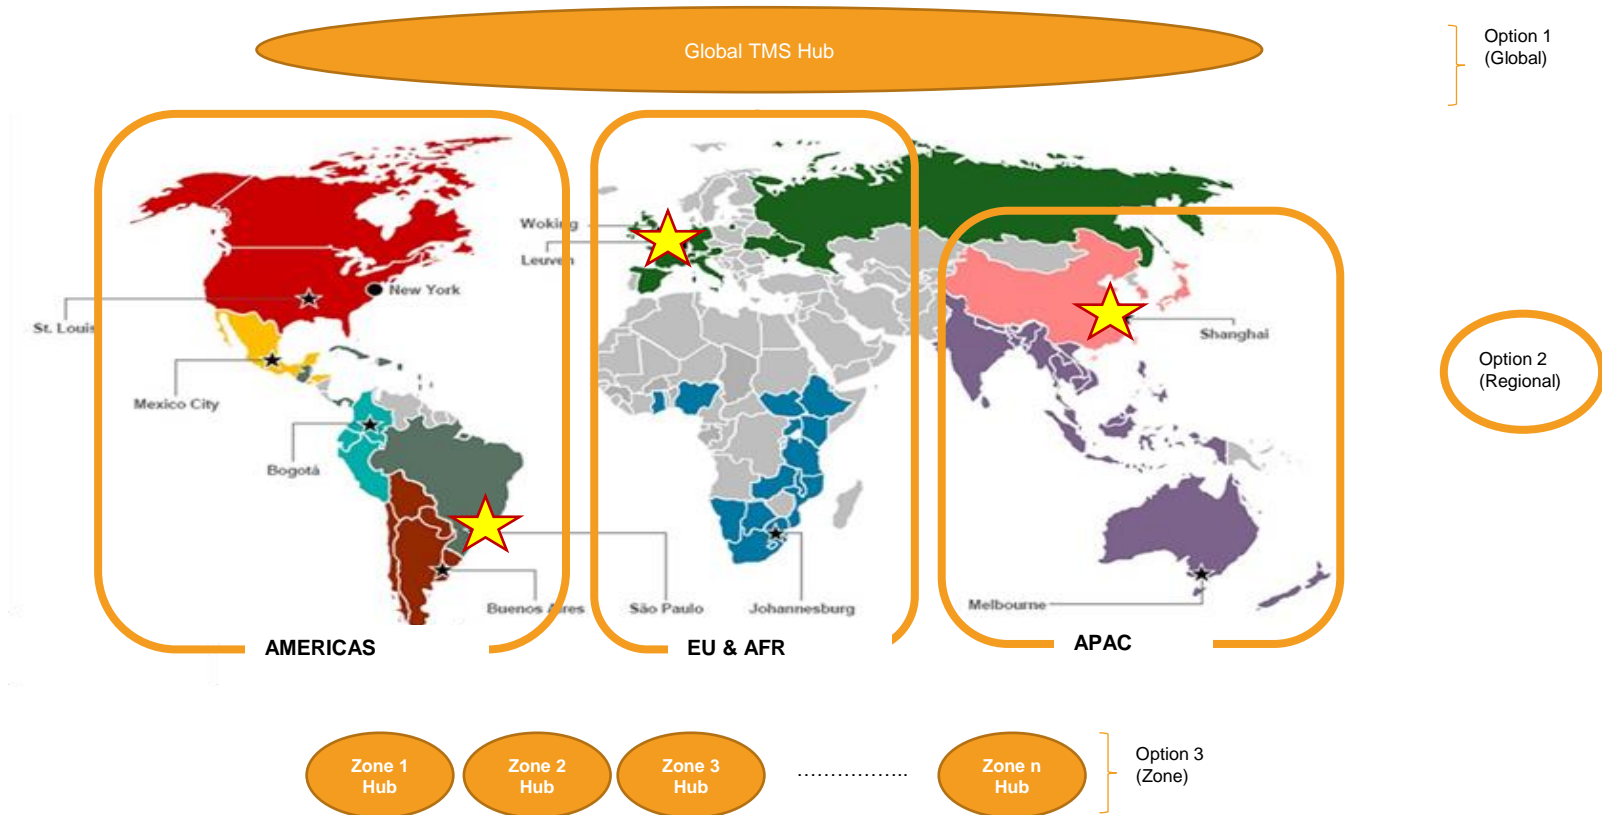 Global TMS Hub
Option 1
(Global)
Woking
Leuven
New York
St. Louis
Shanghai
Mexico City
Option 2
(Regional)
Bogotá
Buenos Aires
São Paulo
Johannesburg
Melbourne
AMERICAS
EU & AFR
APAC
Zone 1
Hub
Zone 2
Hub
Zone 3
Hub
................
Zone n
Hub
Option 3
(Zone)